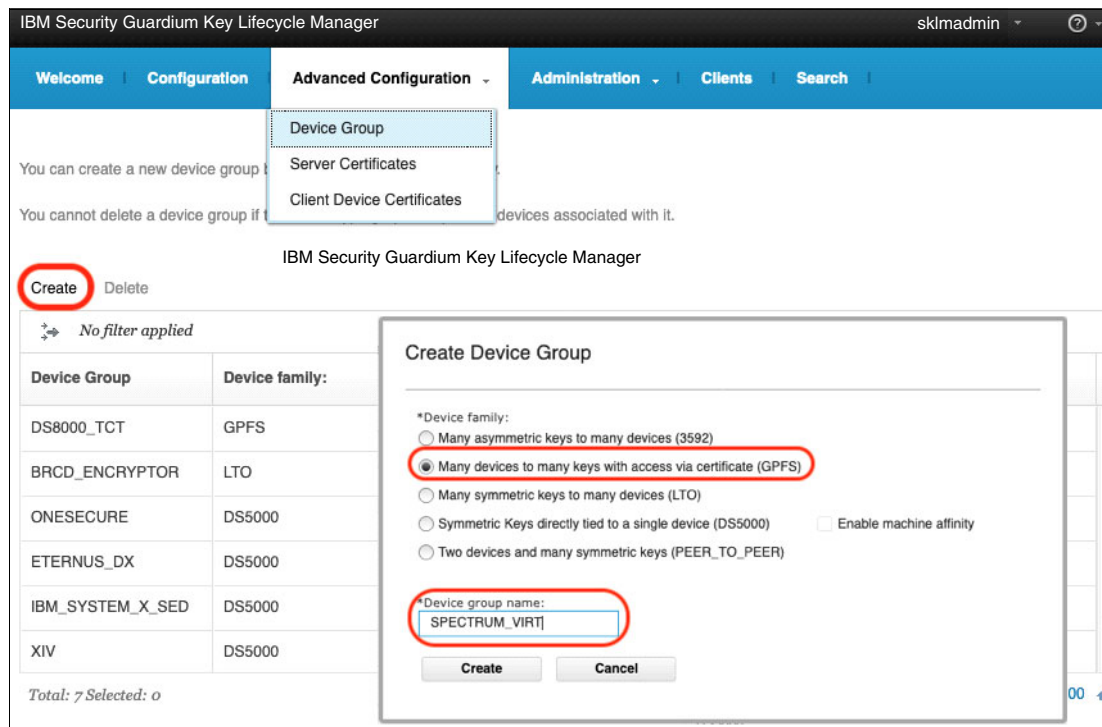 IBM Security Guardium Key Lifecycle Manager sklmadmin
Welcome Configuration Advanced Configuration Administration Clients Search
Device Group
Server Certificates
Client Device Certificates
You can create a new device group
You cannot delete a device group if devices associated with it.
IBM Security Guardium Key Lifecycle Manager
Create Delete
No filter applied
Device Group Device family:
DS8000_TCT GPFS
BRCD_ENCRYPTOR LTO
ONESECURE DS5000
ETERNUS_DX DS5000
IBM_SYSTEM_X_SED DS5000
XIV DS5000
Total: 7 Selected: 0
Create Device Group
*Device family:
Many asymmetric keys to many devices (3592)
Many devices to many keys with access via certificate (GPFS)
Many symmetric keys to many devices (LTO)
Symmetric Keys directly tied to a single device (DS5000) Enable machine affinity
Two devices and many symmetric keys (PEER_TO_PEER)
*Device group name:
SPECTRUM_VIRT
Create Cancel
00